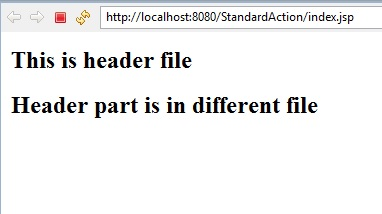 http://localhost:8080/StandardAction/index.jsp
This is header file
Header part is in different file